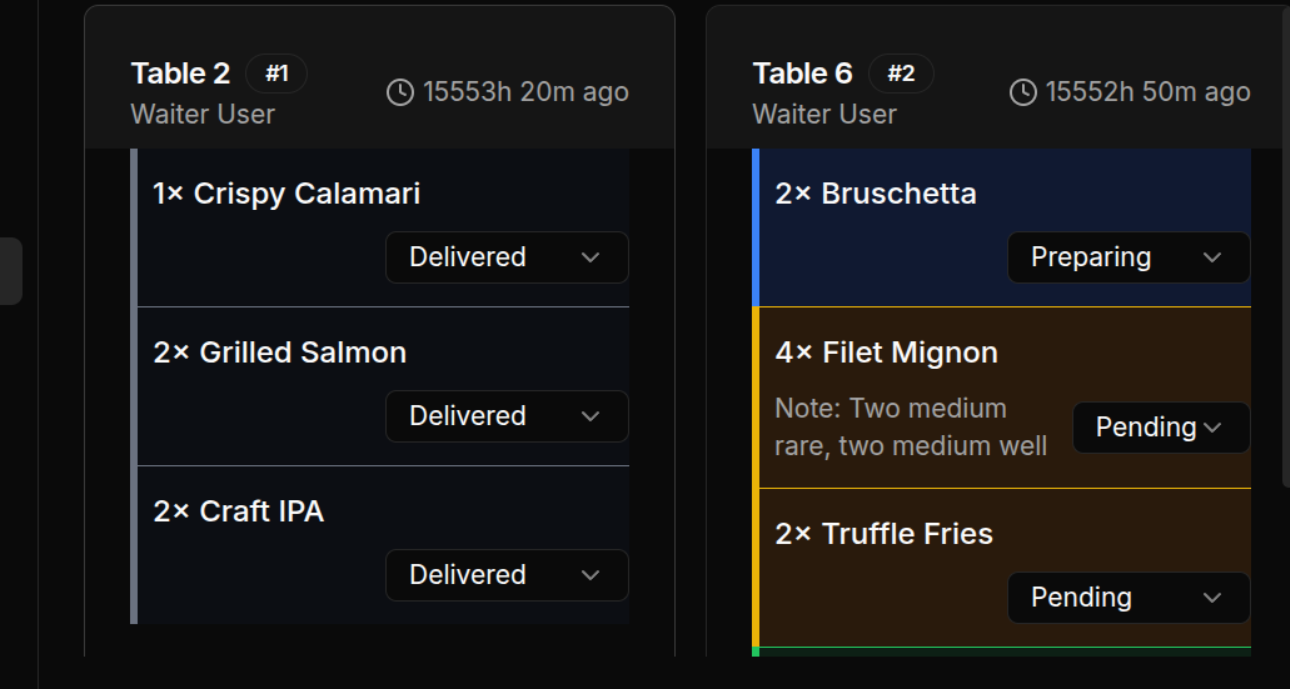 Table 2 #1
Waiter User
15553h 20m ago
1× Crispy Calamari
Delivered
2× Grilled Salmon
Delivered
2× Craft IPA
Delivered
Table 6 #2
Waiter User
15552h 50m ago
2× Bruschetta
Preparing
4× Filet Mignon
Note: Two medium
rare, two medium well
Pending
2× Truffle Fries
Pending